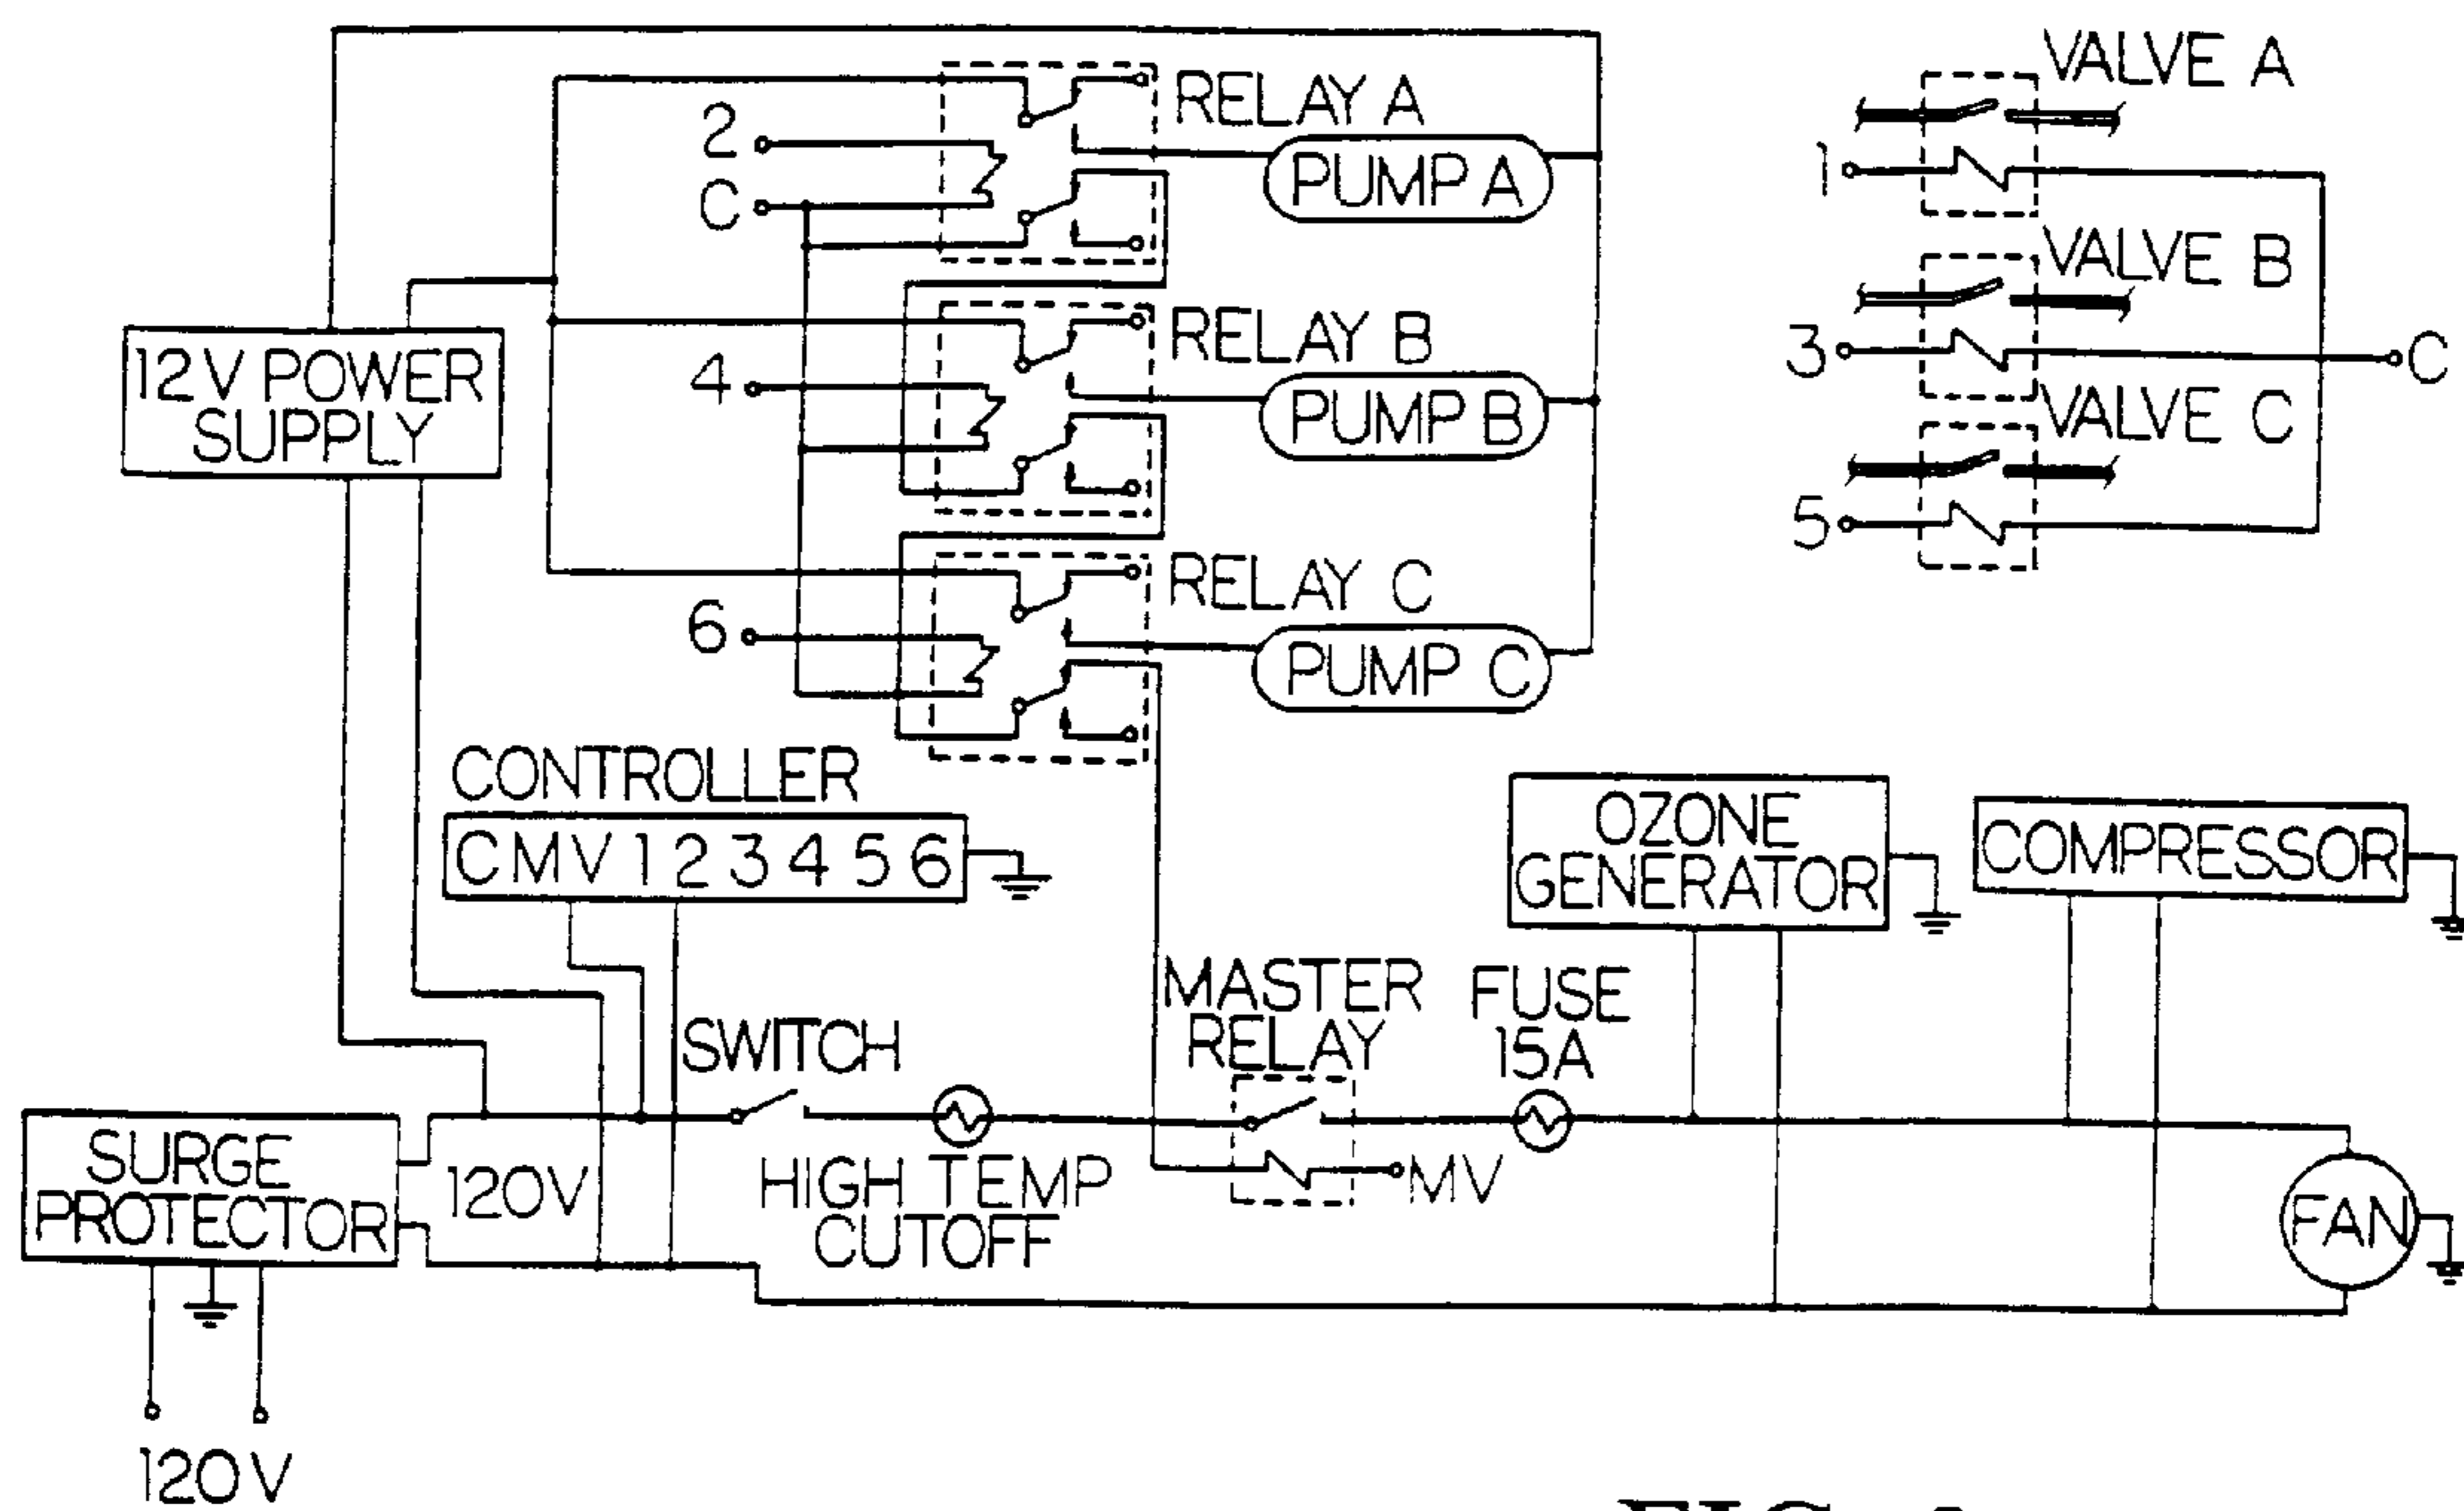 RELAY A
2
C
PUMP A
VALVE A
1
VALVE B
3
C
VALVE C
5
12V POWER
SUPPLY
RELAY B
4
PUMP B
RELAY C
6
PUMP C
CONTROLLER
C MV 1 2 3 4 5 6
OZONE
GENERATOR
COMPRESSOR
SWITCH
HIGH TEMP
CUTOFF
MASTER
RELAY
MV
FUSE
15A
FAN
SURGE
PROTECTOR
120V
120V